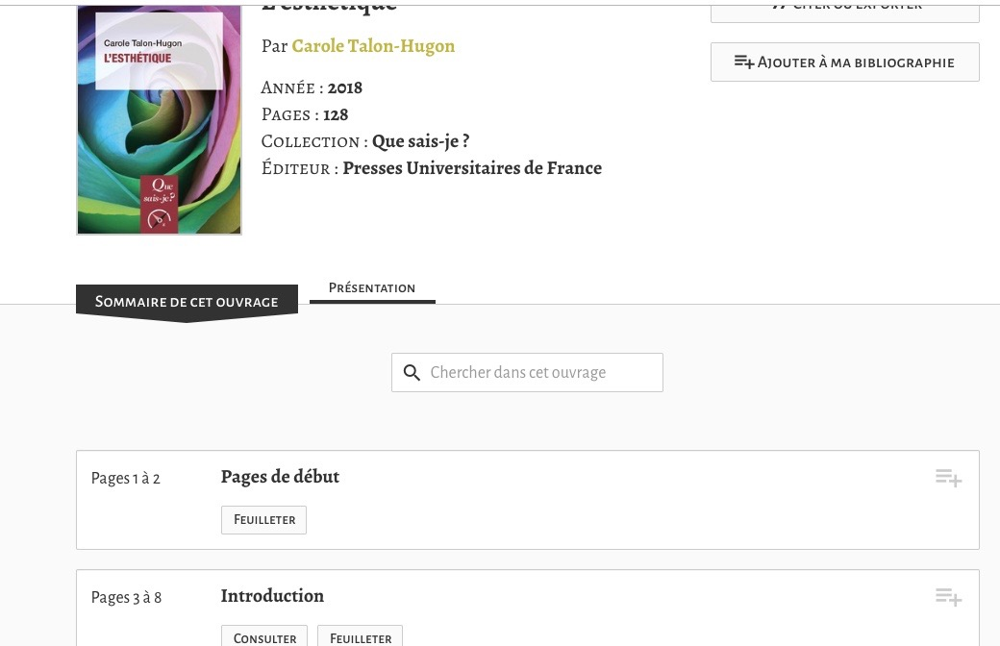 L'esthétique
CITER OU EXPORTER
Carole Talon-Hugon
L'ESTHÉTIQUE
Que
sais-je?
Par Carole Talon-Hugon
AJOUTER À MA BIBLIOGRAPHIE
ANNÉE : 2018
PAGES : 128
COLLECTION : Que sais-je ?
ÉDITEUR : Presses Universitaires de France
SOMMAIRE DE CET OUVRAGE
PRÉSENTATION
Chercher dans cet ouvrage
Pages 1 à 2
Pages de début
FEUILLETER
Pages 3 à 8
Introduction
CONSULTER
FEUILLETER